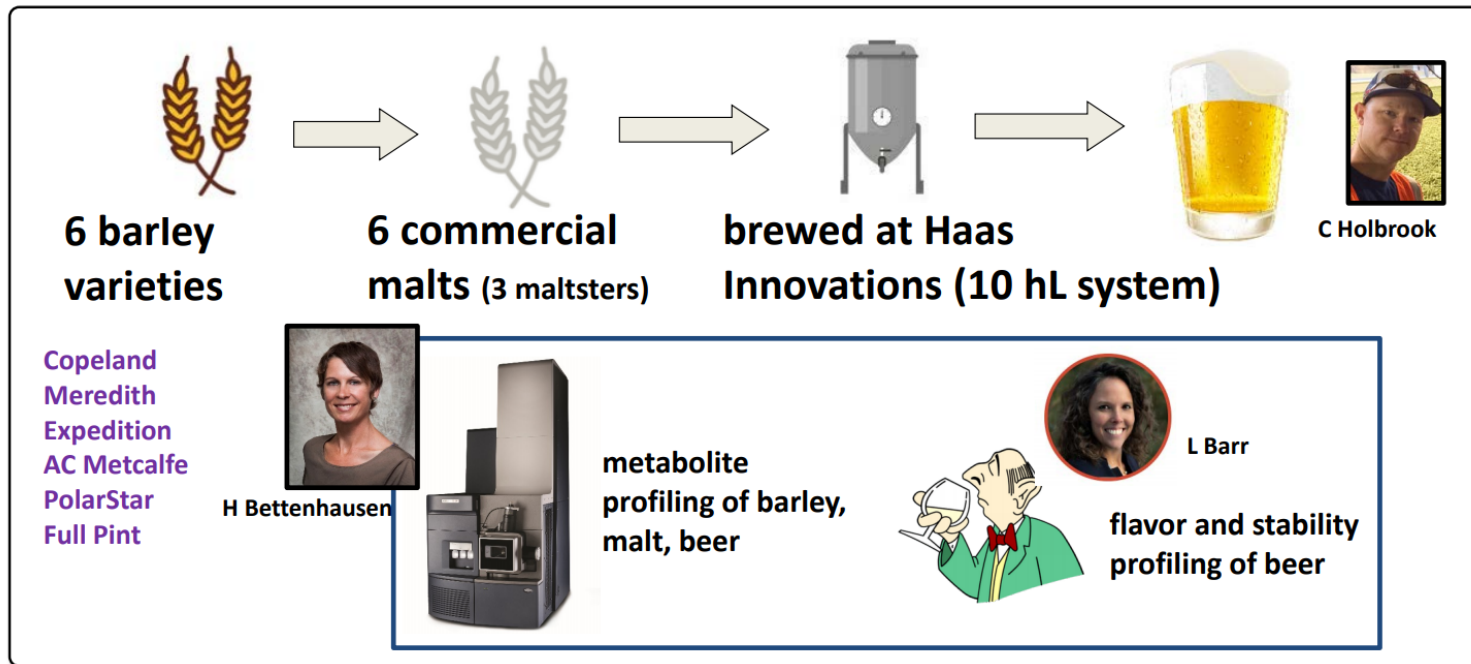 6 barley
varieties
6 commercial
malts (3 maltsters)
brewed at Haas
Innovations (10 hL system)
C Holbrook
Copeland
Meredith
Expedition
AC Metcalfe
PolarStar
Full Pint
H Bettenhausen
metabolite
profiling of barley,
malt, beer
L Barr
flavor and stability
profiling of beer